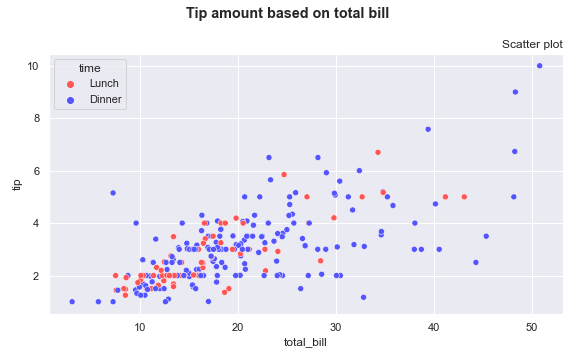 Tip amount based on total bill
Scatter plot
time
Lunch
Dinner
tip
10
8
6
4
2
10
20
30
40
50
total_bill